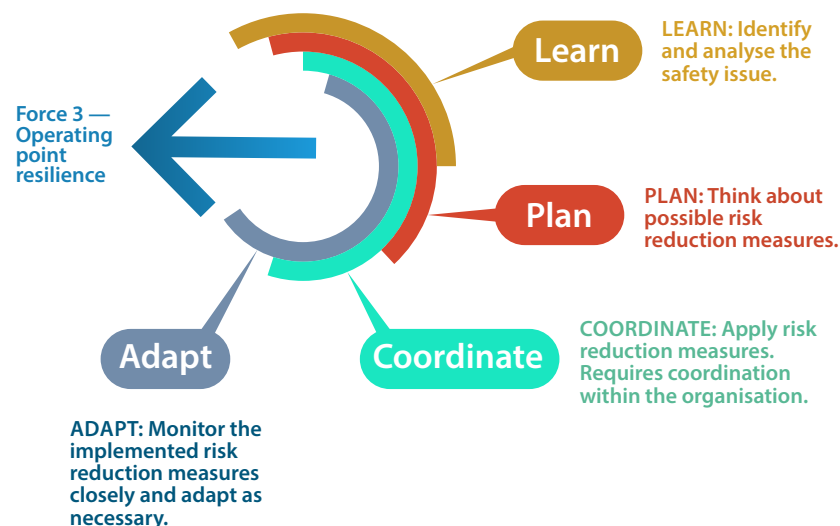 Learn
LEARN: Identify
and analyse the
safety issue.
Force 3 —
Operating
point
resilience
Plan
PLAN: Think about
possible risk
reduction measures.
Adapt
Coordinate
COORDINATE: Apply risk
reduction measures.
Requires coordination
within the organisation.
ADAPT: Monitor the
implemented risk
reduction measures
closely and adapt as
necessary.